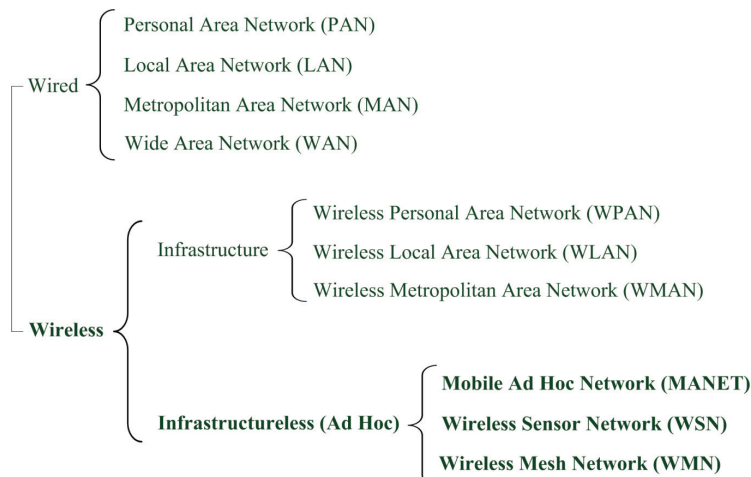 Personal Area Network (PAN)
Local Area Network (LAN)
Wired
Metropolitan Area Network (MAN)
Wide Area Network (WAN)
Wireless Personal Area Network (WPAN)
Infrastructure
Wireless Local Area Network (WLAN)
Wireless Metropolitan Area Network (WMAN)
Wireless
Mobile Ad Hoc Network (MANET)
Infrastructureless (Ad Hoc)
Wireless Sensor Network (WSN)
Wireless Mesh Network (WMN)